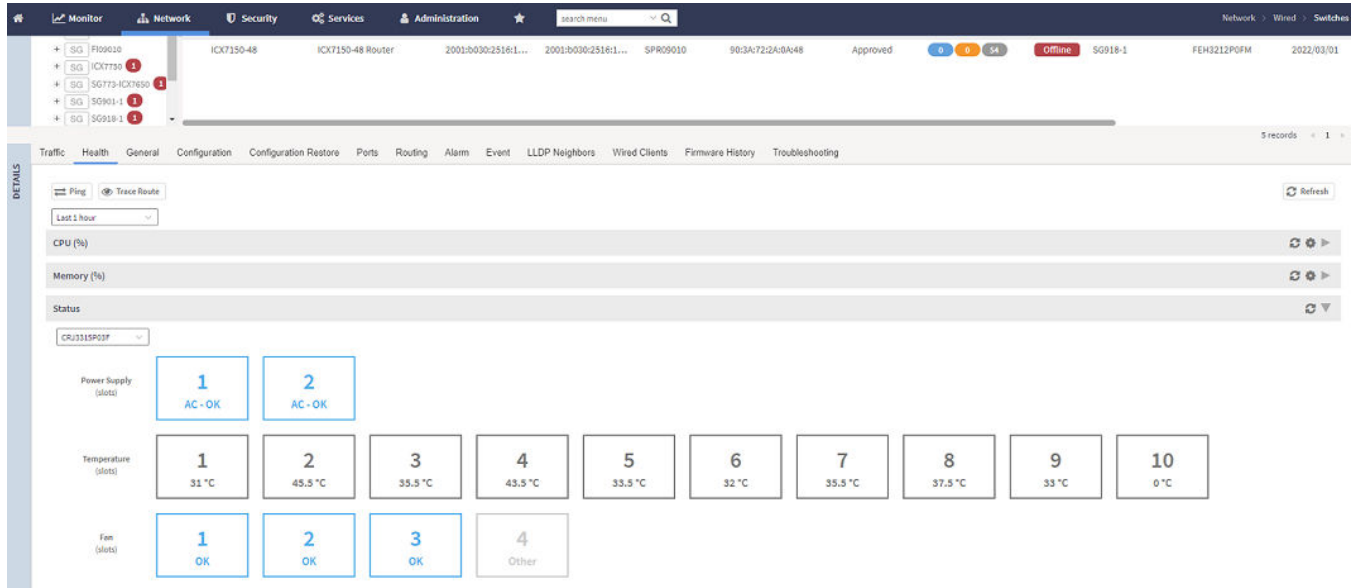 Monitor Network Security Services Administration search menu Network > Wired > Switches
+ SG FI09010 ICX7150-48 ICX7150-48 Router 2001:b030:2516:1... 2001:b030:2516:1... SPR09010 90:3A:72:2A:0A:48 Approved 0 0 54 Offline SG918-1 FEH3212P0FM 2022/03/01
+ SG ICX7750 1
+ SG SG773-ICX7650 1
+ SG SG901-1 1
+ SG SG918-1 1
5 records 1
DETAILS
Traffic Health General Configuration Configuration Restore Ports Routing Alarm Event LLDP Neighbors Wired Clients Firmware History Troubleshooting
Ping Trace Route Refresh
Last 1 hour
CPU (%)
Memory (%)
Status
CRJ3315P03F
Power Supply
(slots)
1 2
AC - OK AC - OK
Temperature
(slots)
1 2 3 4 5 6 7 8 9 10
31 °C 45.5 °C 35.5 °C 43.5 °C 33.5 °C 32 °C 35.5 °C 37.5 °C 33 °C 0 °C
Fan
(slots)
1 2 3 4
OK OK OK Other